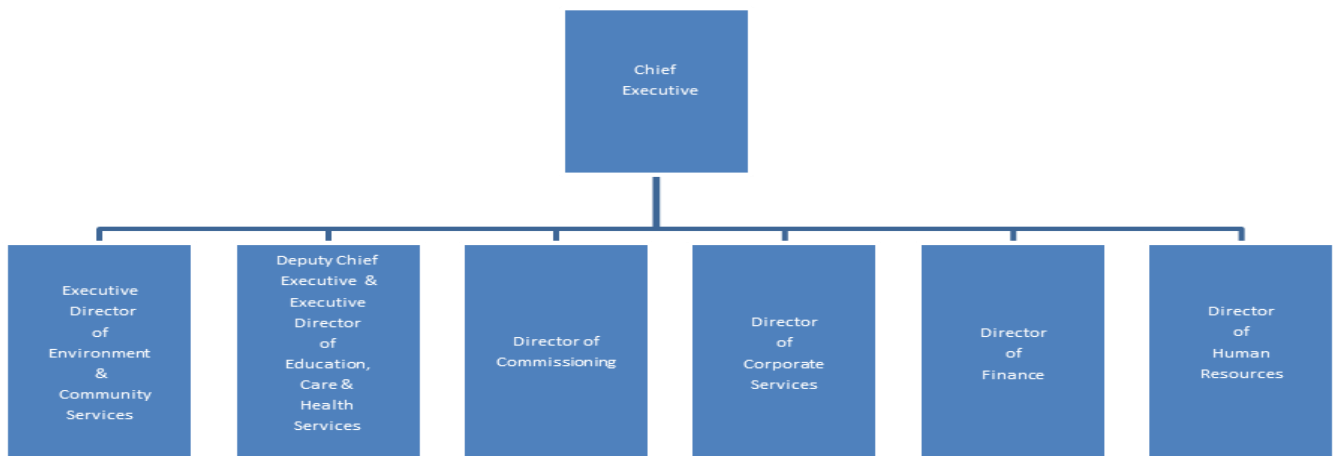 Chief
Executive
Executive
Director
of
Environment
&
Community
Services
Deputy Chief
Executive &
Executive
Director
of
Education,
Care &
Health
Services
Director of
Commissioning
Director
of
Corporate
Services
Director
of
Finance
Director
of
Human
Resources